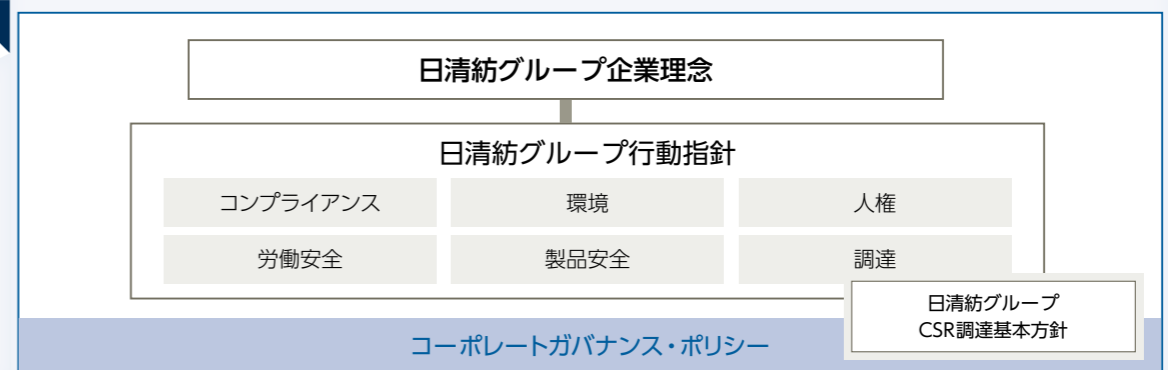 日清紡グループ企業理念
日清紡グループ行動指針
コンプライアンス
環境
人権
労働安全
製品安全
調達
日清紡グループ
CSR調達基本方針
コーポレートガバナンス・ポリシー